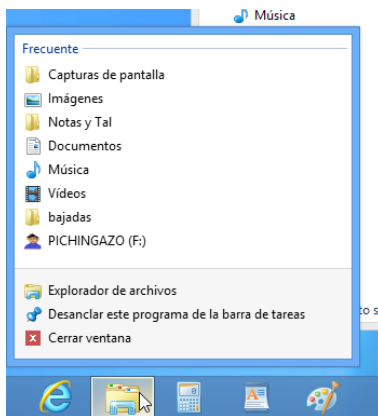 Música
Frecuente
Capturas de pantalla
Imágenes
Notas y Tal
Documentos
Música
Vídeos
bajadas
PICHINGAZO (F:)
Explorador de archivos
to s
Desanclar este programa de la barra de tareas
Cerrar ventana